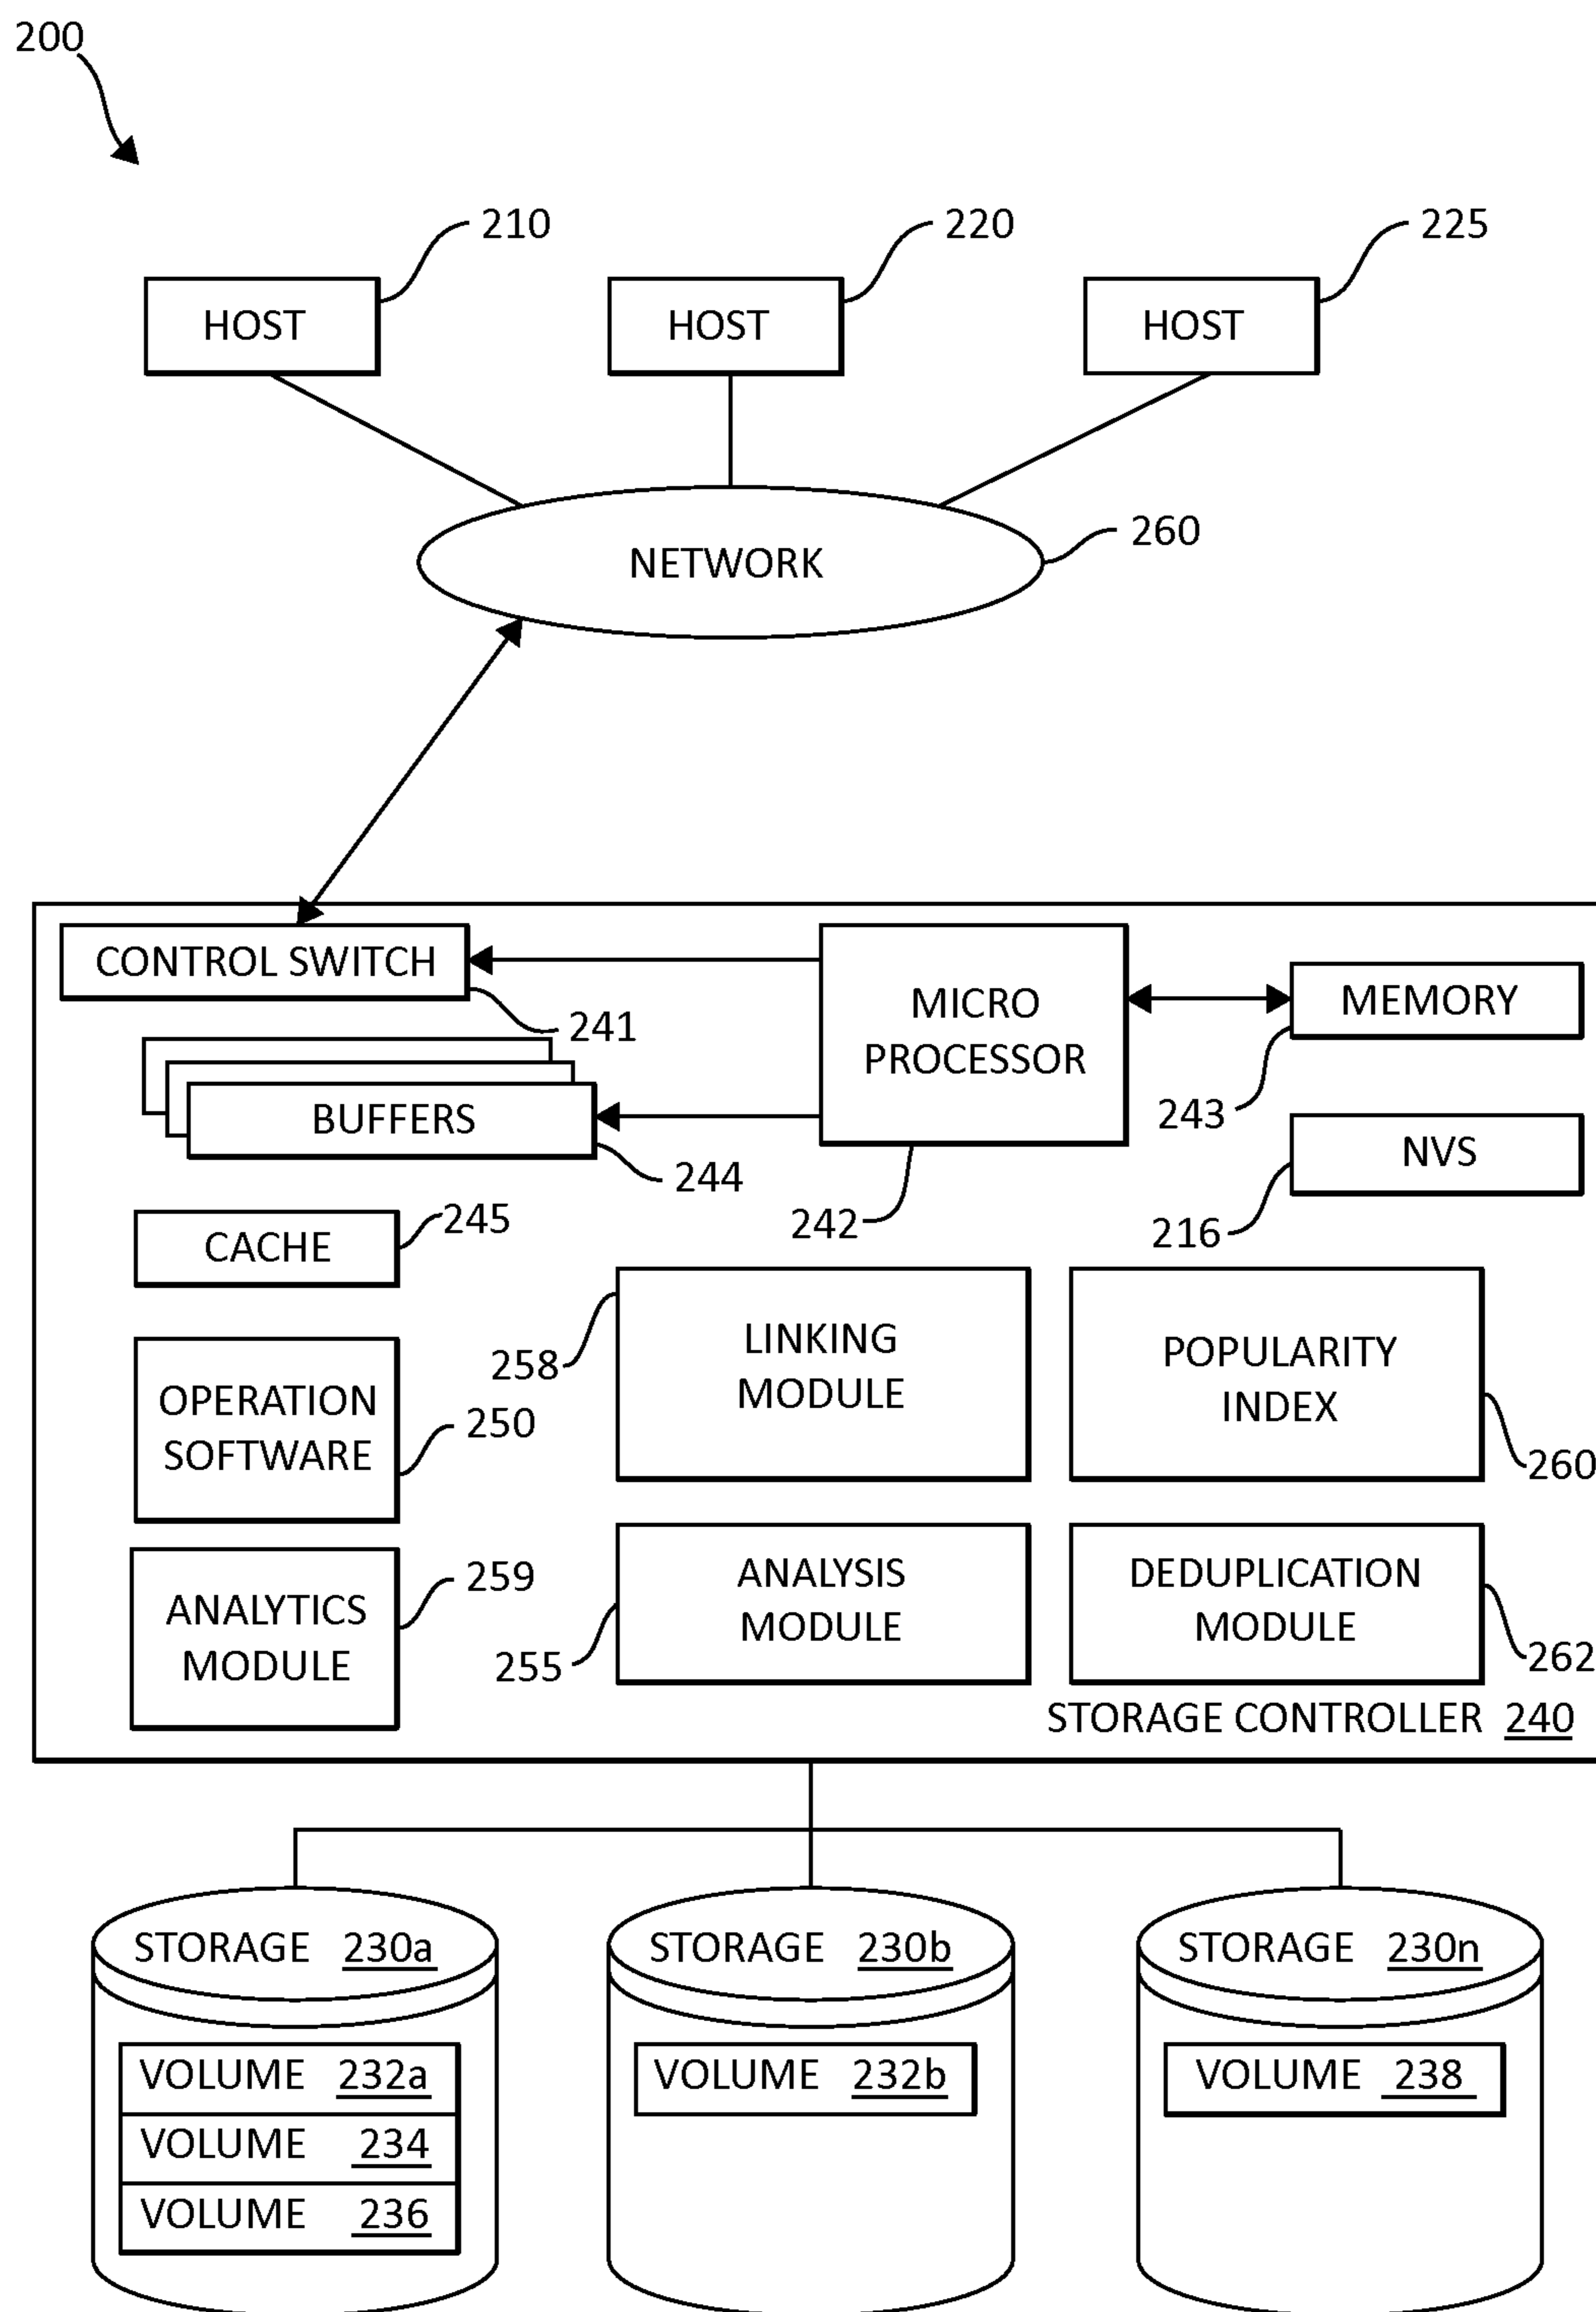 200
210
220
225
HOST
HOST
HOST
260
NETWORK
CONTROL SWITCH
241
MICRO
PROCESSOR
MEMORY
243
BUFFERS
244
242
NVS
216
CACHE
245
LINKING
MODULE
258
POPULARITY
INDEX
260
OPERATION
SOFTWARE
250
ANALYTICS
MODULE
259
ANALYSIS
MODULE
255
DEDUPLICATION
MODULE
262
STORAGE CONTROLLER 240
STORAGE 230a
STORAGE 230b
STORAGE 230n
VOLUME 232a
VOLUME 234
VOLUME 236
VOLUME 232b
VOLUME 238